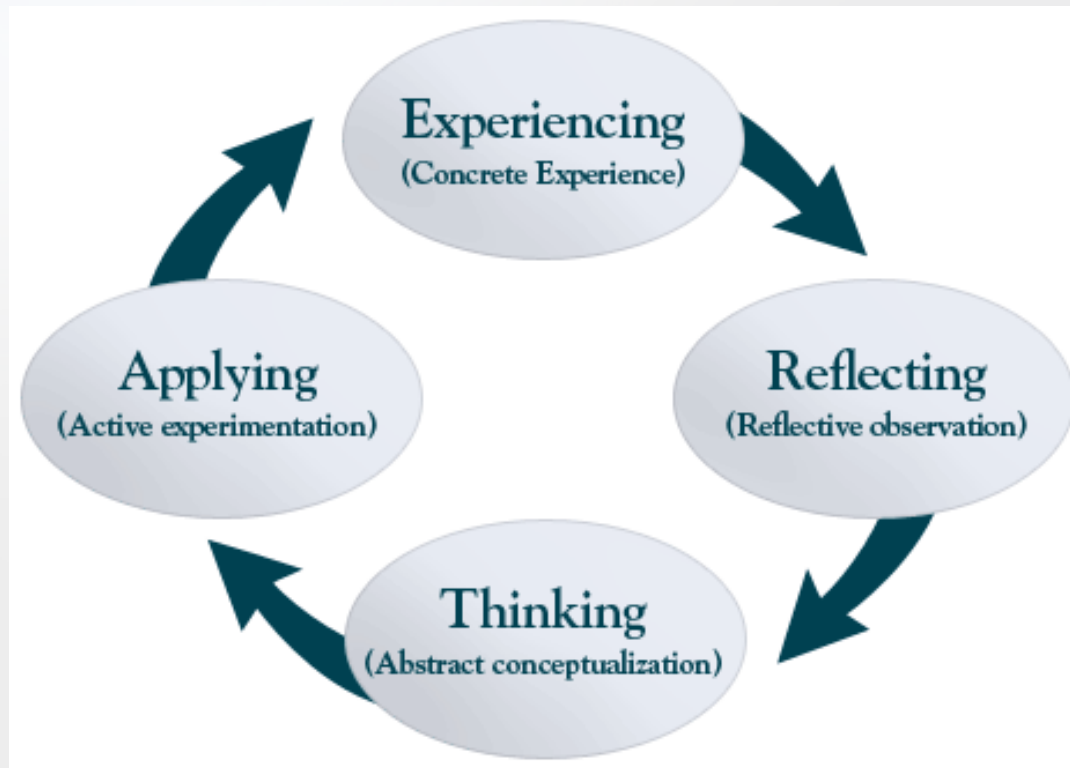 Experiencing
(Concrete Experience)
Reflecting
(Reflective observation)
Thinking
(Abstract conceptualization)
Applying
(Active experimentation)